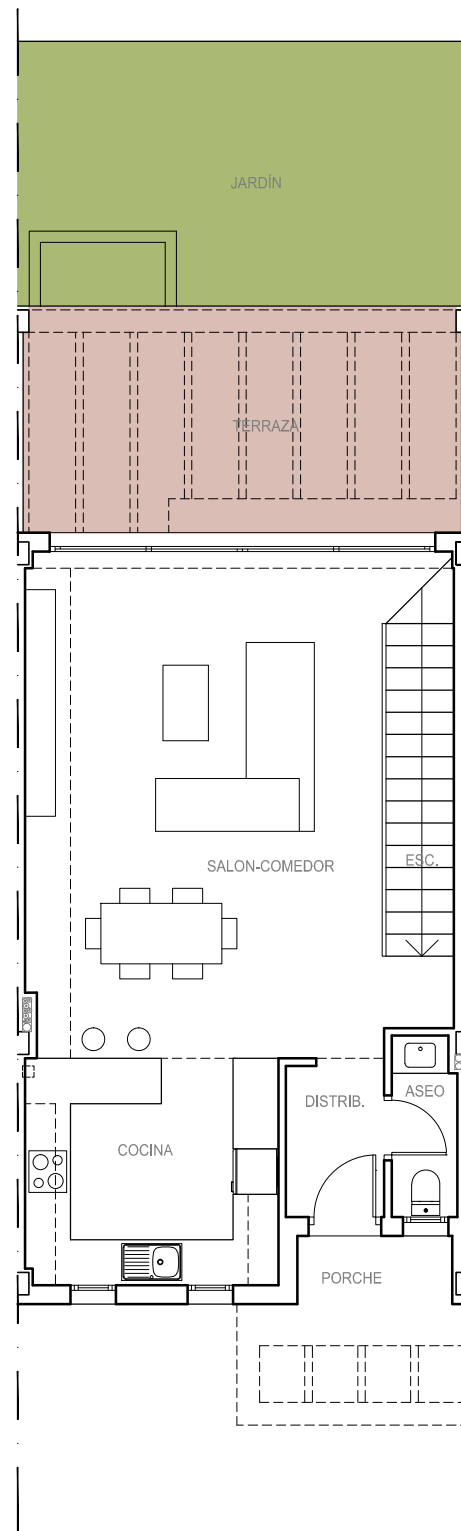 JARDÍN
TERRAZA
SALON-COMEDOR
ESC.
DISTRIB.
ASEO
COCINA
PORCHE